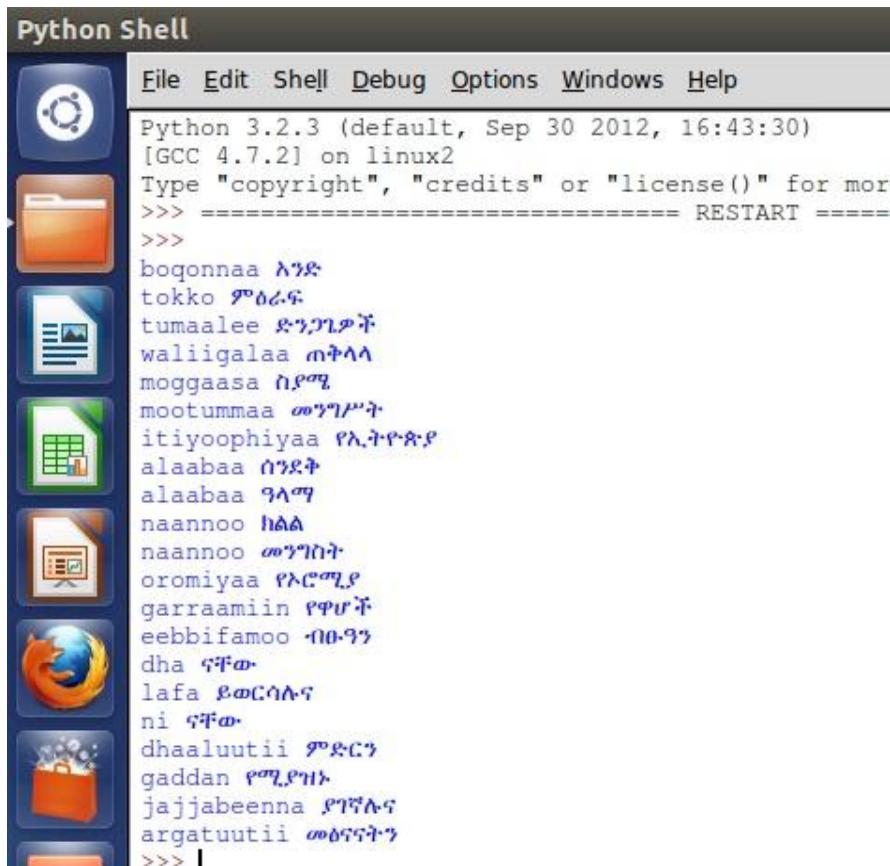 Python Shell
File Edit Shell Debug Options Windows Help
Python 3.2.3 (default, Sep 30 2012, 16:43:30)
[GCC 4.7.2] on linux2
Type "copyright", "credits" or "license()" for mor
>>> ================================ RESTART =====
>>>
boqonnaa አንድ
tokko ምዕራፍ
tumaalee ድንጋጌዎች
waliigalaa ጠቅላላ
moggaasa ስያሜ
mootummaa መንግሥት
itiyoophiyaa የኢትዮጵያ
alaabaa ሰንደቅ
alaabaa ዓላማ
naannoo ክልል
naannoo መንግስት
oromiyaa የኦሮሚያ
garraamiin የዋሆች
eebbifamoo ብፁዓን
dha ናቸው
lafa ይወርሳሉና
ni ናቸው
dhaaluutii ምድርን
gaddan የሚያዝኑ
jajjabeenna ያገኛሉና
argatuutii መፅናናትን
>>>